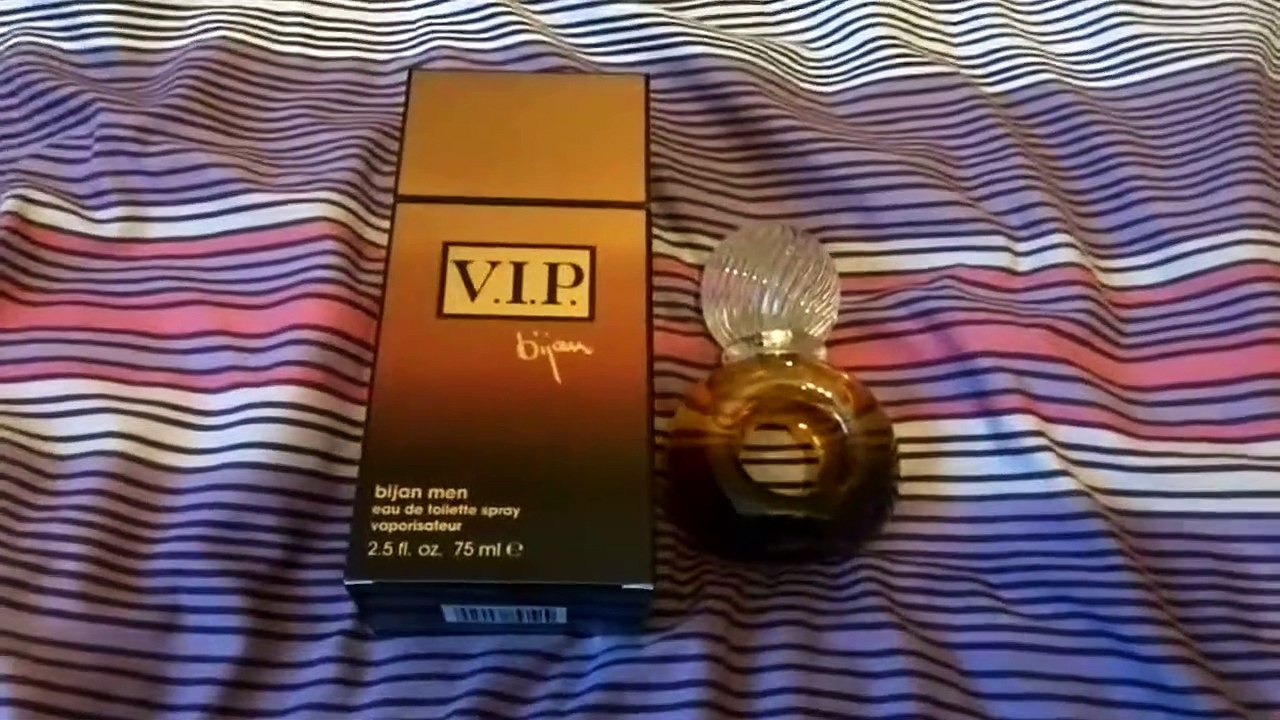 V.I.P.
bijan
bijan men
eau de toilette spray
vaporisateur
2.5 fl. oz. 75 ml ℮